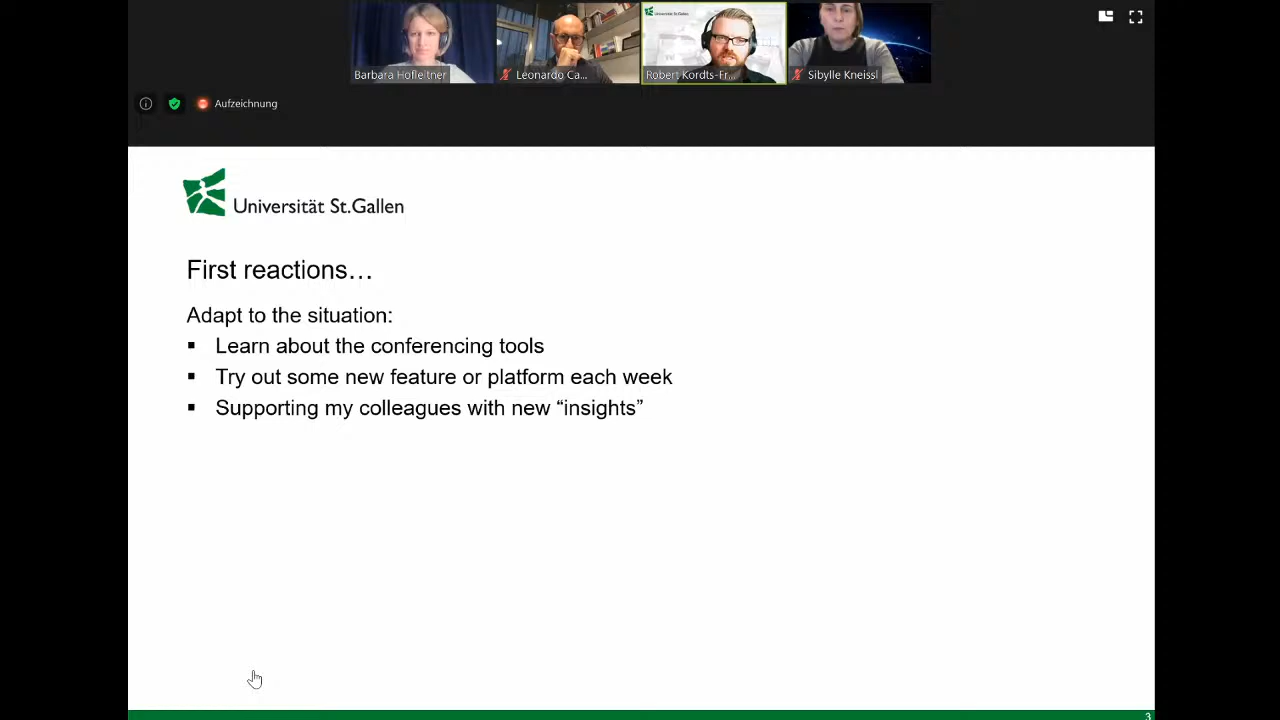 Barbara Hofleitner
Leonardo Ca...
Robert Kordts-Fr...
Sibylle Kneissl
Aufzeichnung
Universität St.Gallen
First reactions…
Adapt to the situation:
▪ Learn about the conferencing tools
▪ Try out some new feature or platform each week
▪ Supporting my colleagues with new “insights”
3